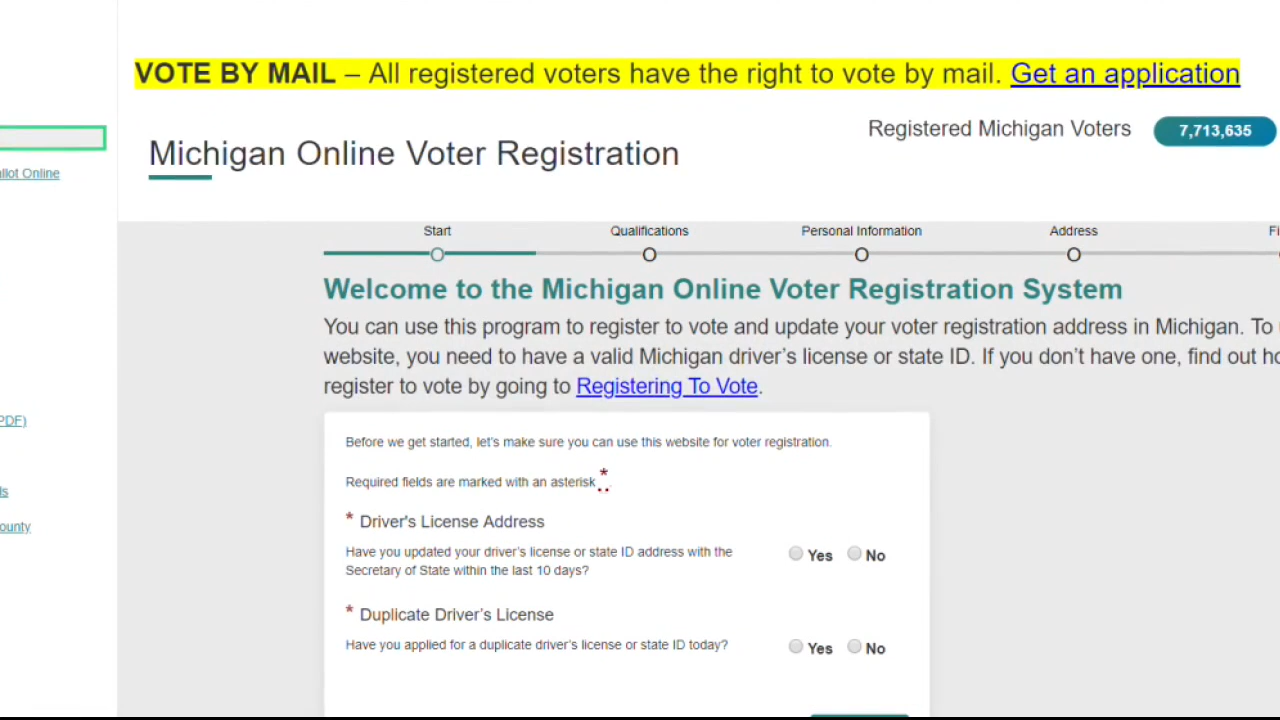 VOTE BY MAIL – All registered voters have the right to vote by mail. Get an application
Registered Michigan Voters 7,713,635
Michigan Online Voter Registration
llot Online
Start Qualifications Personal Information Address Fi
Welcome to the Michigan Online Voter Registration System
You can use this program to register to vote and update your voter registration address in Michigan. To
website, you need to have a valid Michigan driver’s license or state ID. If you don’t have one, find out ho
register to vote by going to Registering To Vote.
PDF)
Before we get started, let’s make sure you can use this website for voter registration.
Required fields are marked with an asterisk *
ls
* Driver's License Address
ounty
Have you updated your driver’s license or state ID address with the
Secretary of State within the last 10 days?
Yes No
* Duplicate Driver’s License
Have you applied for a duplicate driver’s license or state ID today?
Yes No